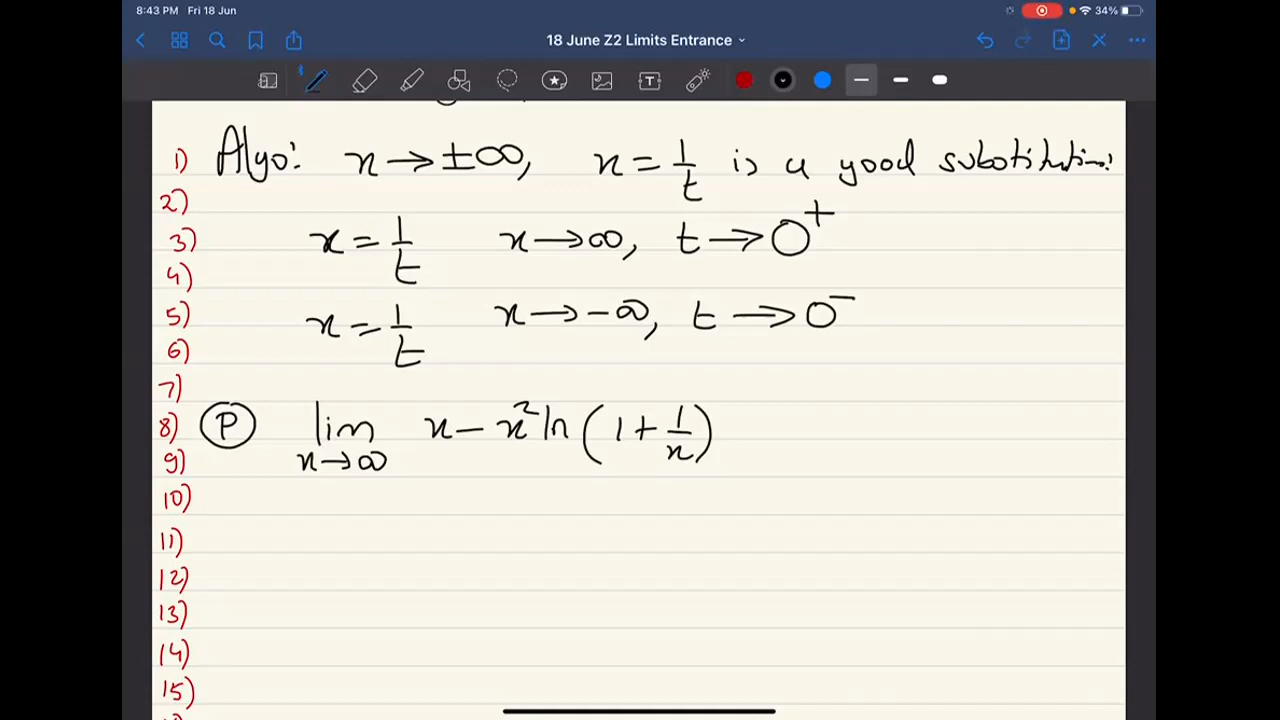 8:43 PM Fri 18 Jun
34%
18 June Z2 Limits Entrance
1) Algo: x → ±∞, x = 1/t is a good substitution!
2)
3) x = 1/t x → ∞, t → 0⁺
4)
5) x = 1/t x → -∞, t → 0⁻
6)
7)
8) P lim x - x² ln (1 + 1/x)
9) x → ∞
10)
11)
12)
13)
14)
15)